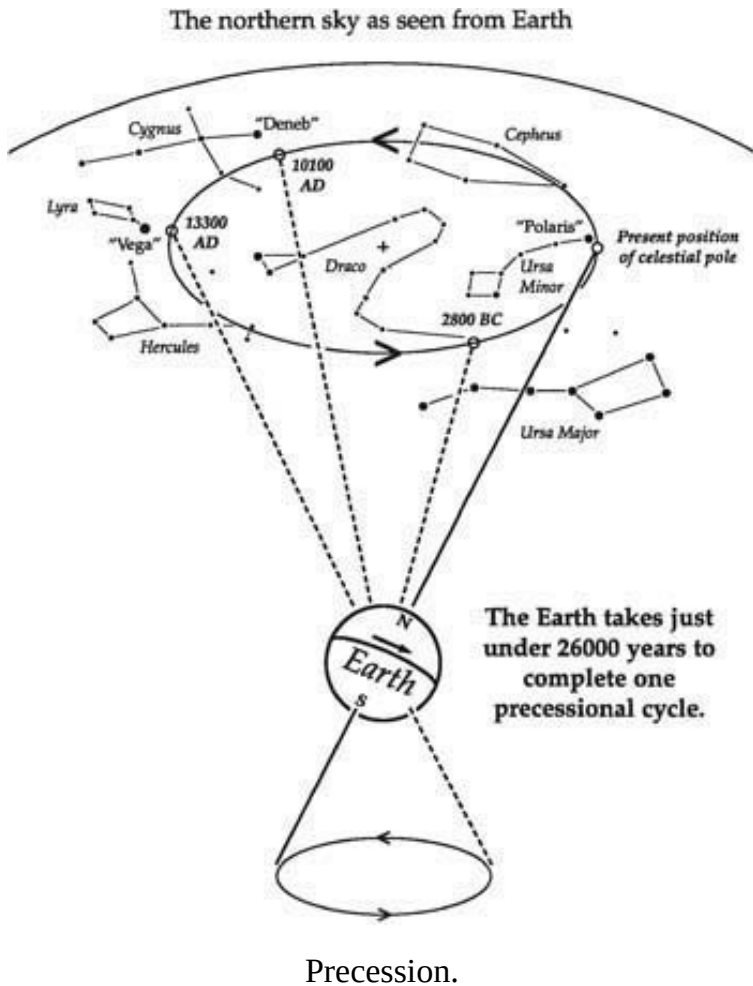 The northern sky as seen from Earth
"Deneb"
Cygnus
Cepheus
10100
AD
Lyra
13300
AD
"Vega"
"Polaris"
Present position
of celestial pole
Draco
Ursa
Minor
2800 BC
Hercules
Ursa Major
N
Earth
S
The Earth takes just
under 26000 years to
complete one
precessional cycle.
Precession.